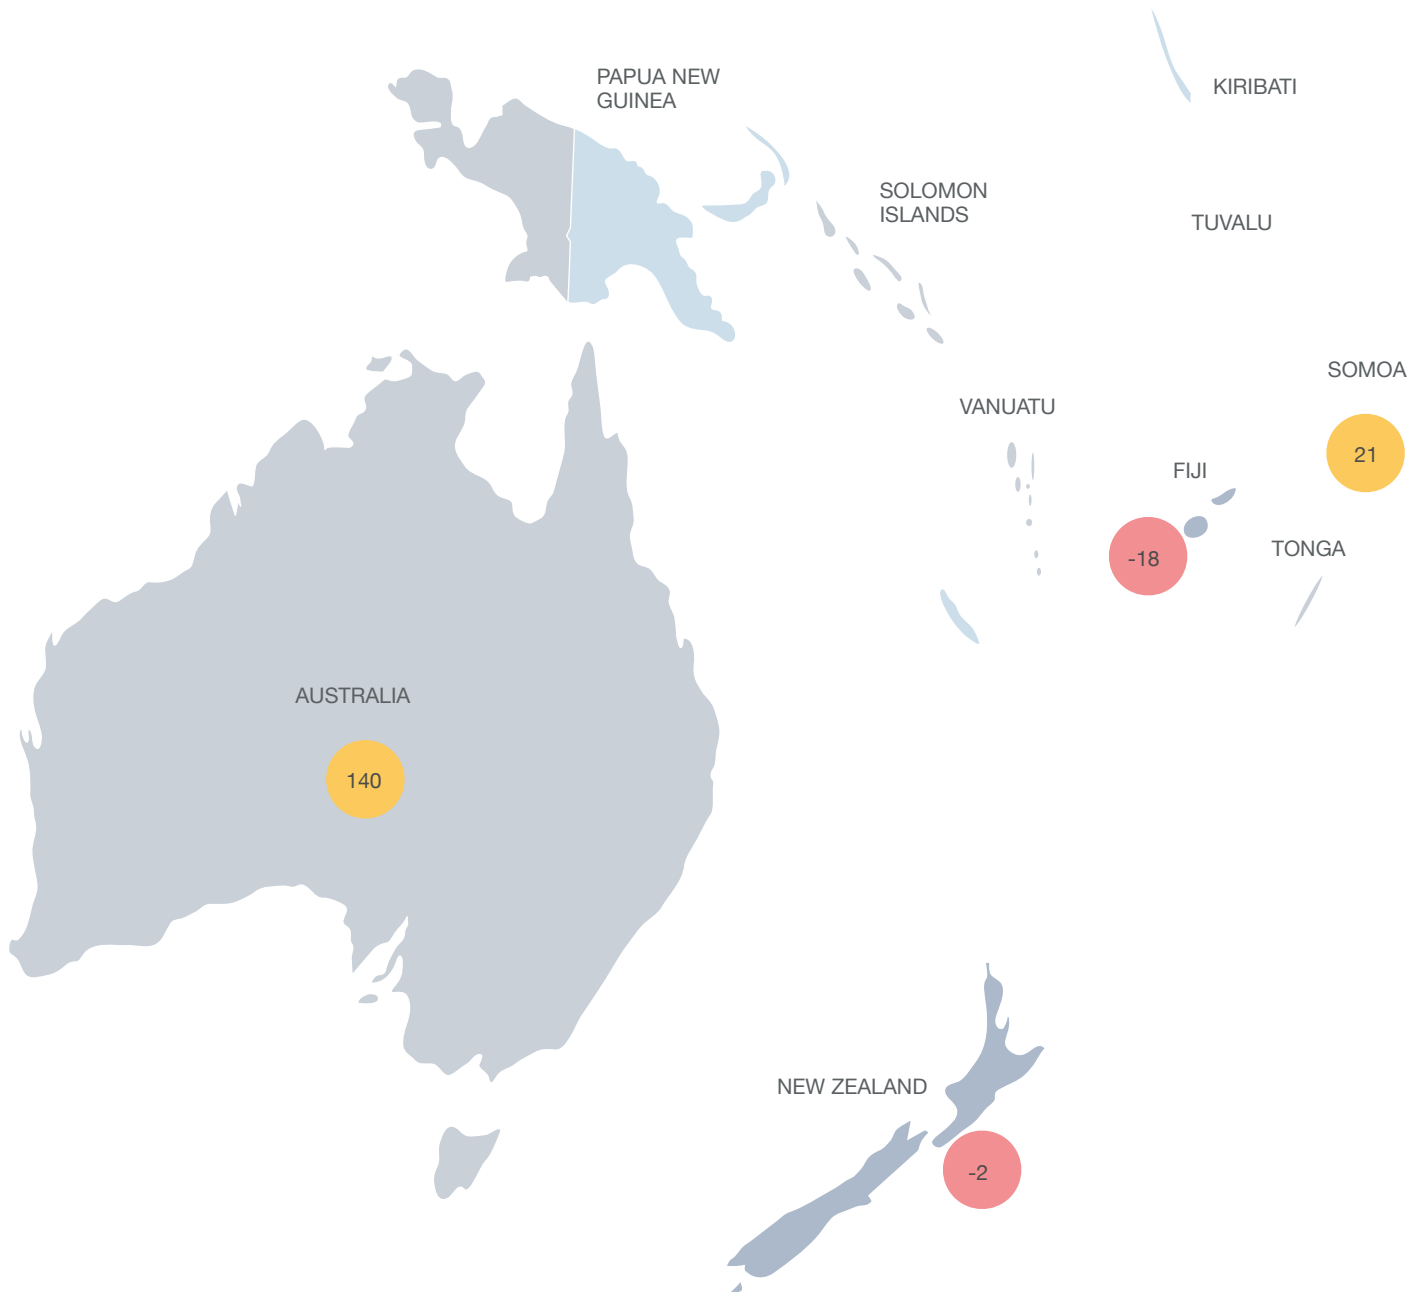 PAPUA NEW
GUINEA
KIRIBATI
SOLOMON
ISLANDS
TUVALU
SOMOA
VANUATU
21
FIJI
-18
TONGA
AUSTRALIA
140
NEW ZEALAND
-2